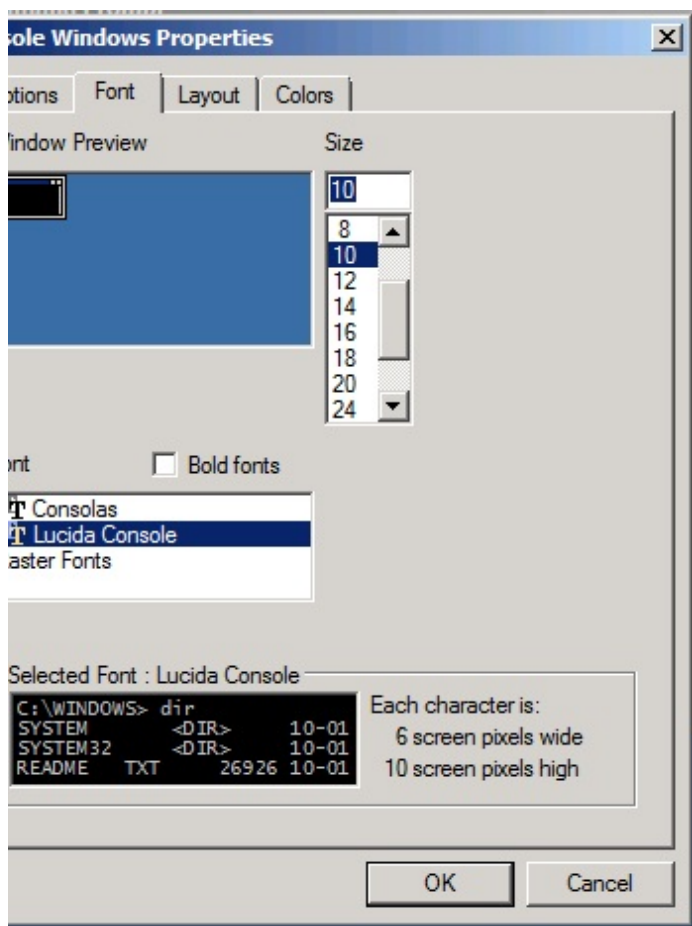 sole Windows Properties
otions Font Layout Colors
Window Preview
Size
10
8
10
12
14
16
18
20
24
ont
Bold fonts
Consolas
Lucida Console
aster Fonts
Selected Font : Lucida Console
C:\WINDOWS> dir
SYSTEM <DIR> 10-01
SYSTEM32 <DIR> 10-01
README TXT 26926 10-01
Each character is:
6 screen pixels wide
10 screen pixels high
OK Cancel